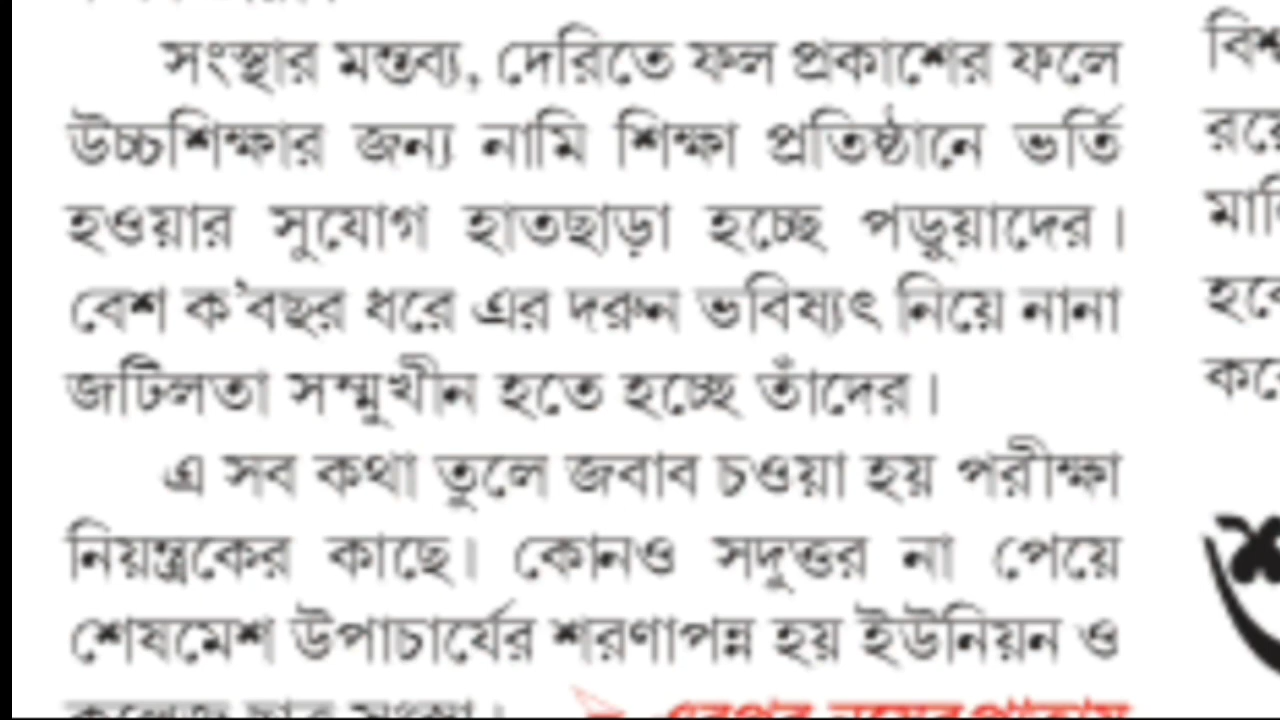 সংস্থার মন্তব্য, দেরিতে ফল প্রকাশের ফলে
উচ্চশিক্ষার জন্য নামি শিক্ষা প্রতিষ্ঠানে ভর্তি
হওয়ার সুযোগ হাতছাড়া হচ্ছে পড়ুয়াদের।
বেশ ক'বছর ধরে এর দরুন ভবিষ্যৎ নিয়ে নানা
জটিলতা সম্মুখীন হতে হচ্ছে তাঁদের।
এ সব কথা তুলে জবাব চওয়া হয় পরীক্ষা
নিয়ন্ত্রকের কাছে। কোনও সদুত্তর না পেয়ে
শেষমেশ উপাচার্যের শরণাপন্ন হয় ইউনিয়ন ও